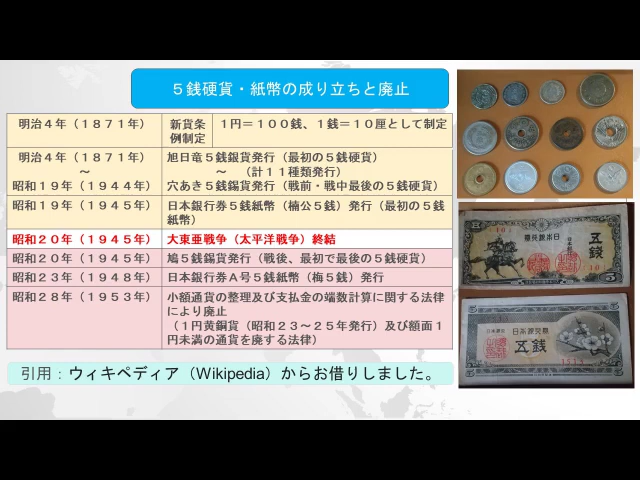 ５銭硬貨・紙幣の成り立ちと廃止
明治４年（１８７１年）
新貨条例制定
１円＝１００銭、１銭＝１０厘として制定
明治４年（１８７１年）
～
昭和１９年（１９４４年）
旭日竜５銭銀貨発行（最初の５銭硬貨）
～　（計１１種類発行）
穴あき５銭錫貨発行（戦前・戦中最後の５銭硬貨）
昭和１９年（１９４５年）
日本銀行券５銭紙幣（楠公５銭）発行（最初の５銭
紙幣）
昭和２０年（１９４５年）
大東亜戦争（太平洋戦争）終結
昭和２０年（１９４５年）
鳩５銭錫貨発行（戦後、最初で最後の５銭硬貨）
昭和２３年（１９４８年）
日本銀行券Ａ号５銭紙幣（梅５銭）発行
昭和２８年（１９５３年）
小額通貨の整理及び支払金の端数計算に関する法律
により廃止
（１円黄銅貨（昭和２３～２５年発行）及び額面１
円未満の通貨を廃する法律）
引用：ウィキペディア（Wikipedia）からお借りしました。
券行銀本日
五銭
日本銀行券
五銭